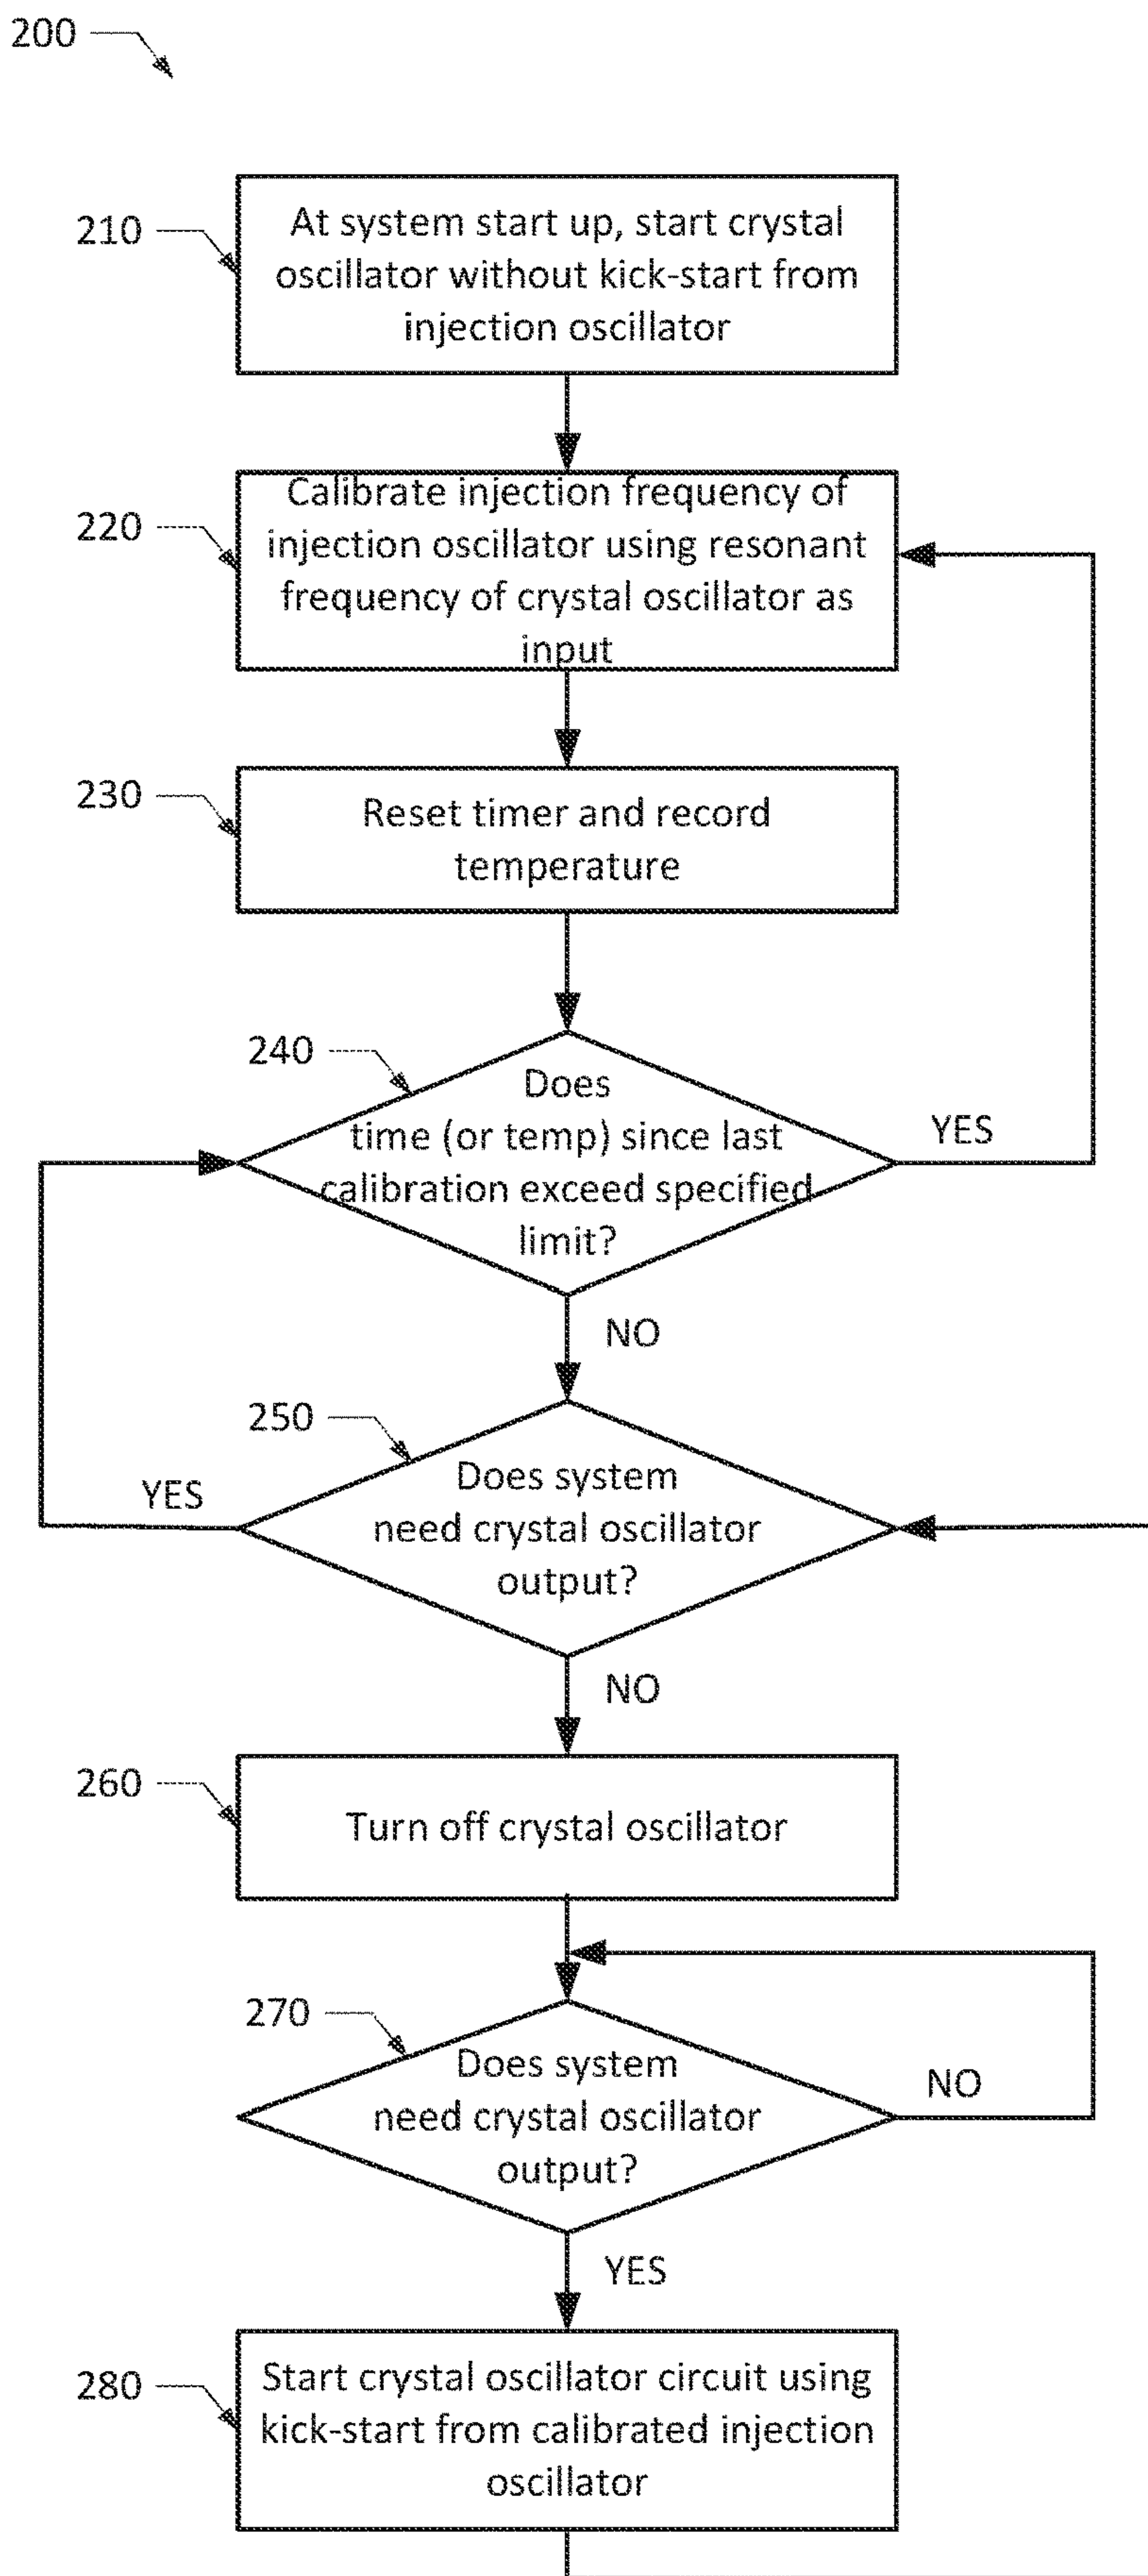 200
210
At system start up, start crystal
oscillator without kick-start from
injection oscillator
220
Calibrate injection frequency of
injection oscillator using resonant
frequency of crystal oscillator as
input
230
Reset timer and record
temperature
240
Does
time (or temp) since last
calibration exceed specified
limit?
YES
NO
250
Does system
need crystal oscillator
output?
YES
NO
260
Turn off crystal oscillator
270
Does system
need crystal oscillator
output?
NO
YES
280
Start crystal oscillator circuit using
kick-start from calibrated injection
oscillator